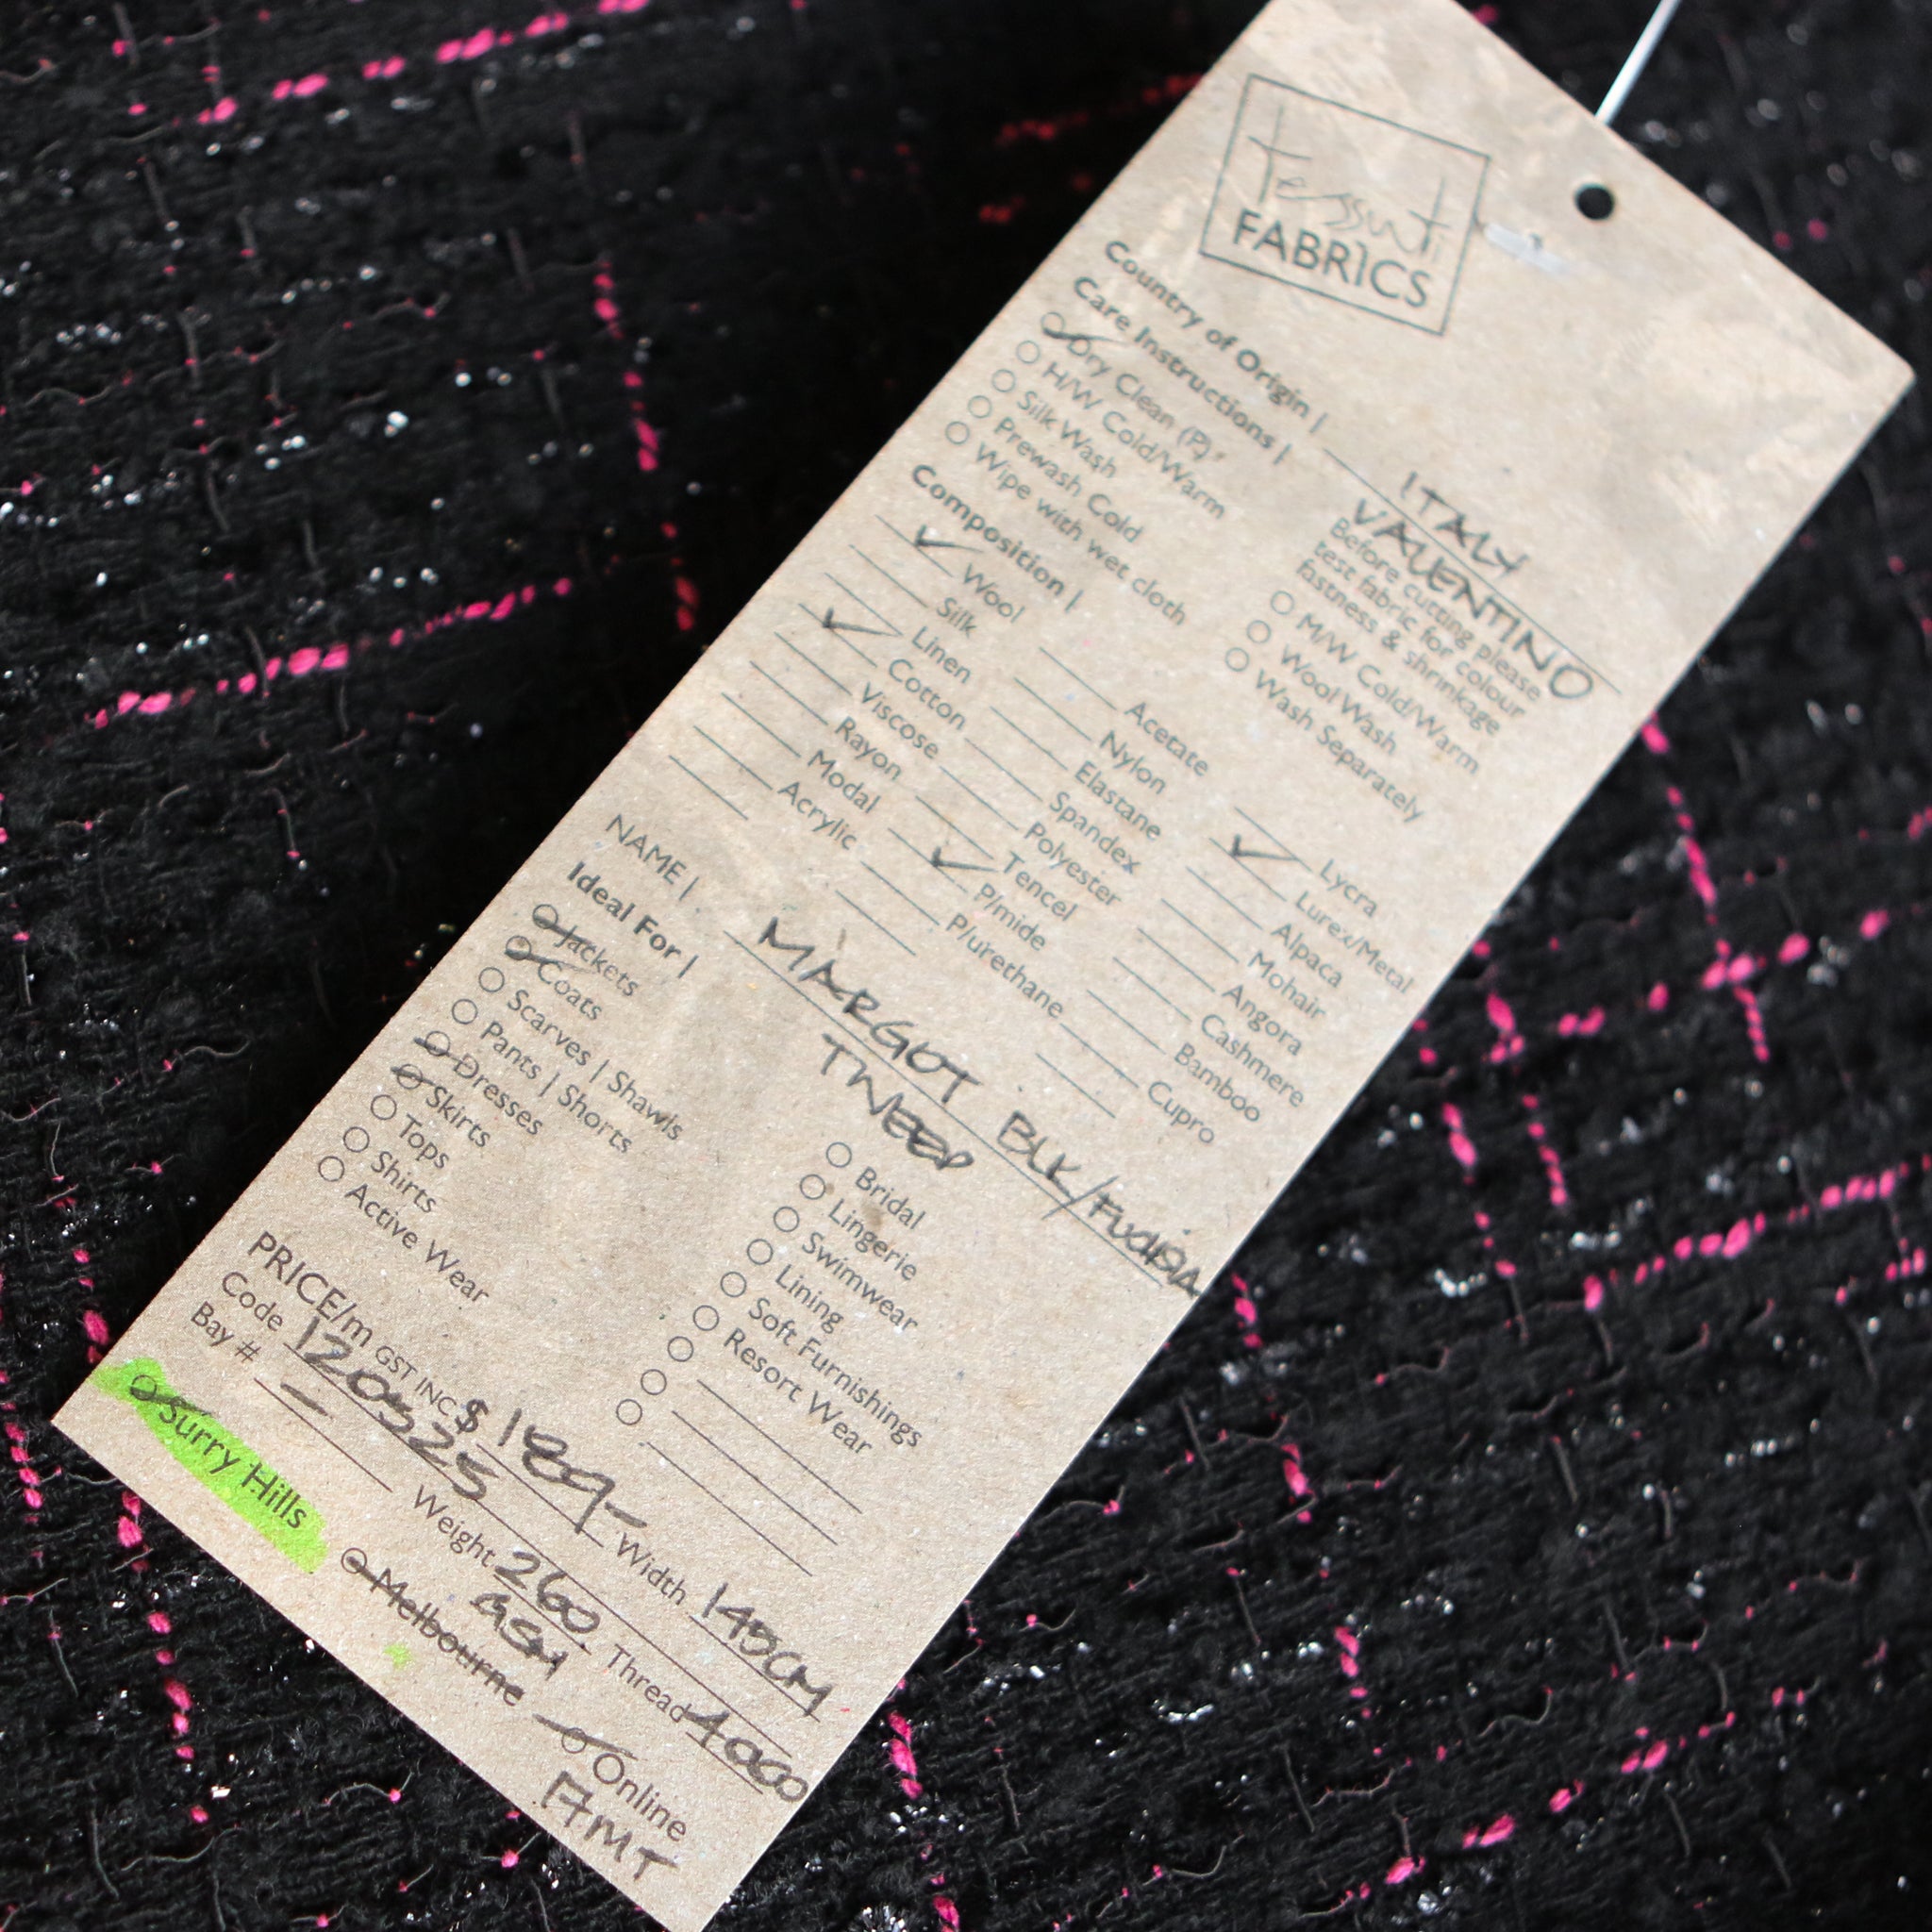 Tessuti
FABRICS
Country of Origin | ITALY
VALENTINO
Care Instructions |
Before cutting please
test fabric for colour
fastness & shrinkage
Dry Clean (P)
H/W Cold/Warm
Silk Wash
Prewash Cold
Wipe with wet cloth
M/W Cold/Warm
Wool Wash
Wash Separately
Composition |
Wool
Silk
Linen
Cotton
Viscose
Rayon
Modal
Acrylic
Acetate
Nylon
Elastane
Spandex
Polyester
Tencel
P/mide
P/urethane
Lycra
Lurex/Metal
Alpaca
Mohair
Angora
Cashmere
Bamboo
Cupro
NAME | MARGOT BLK/FUCHSIA
TWEED
Ideal For |
Jackets
Coats
Scarves | Shawls
Pants | Shorts
Dresses
Skirts
Tops
Shirts
Active Wear
Bridal
Lingerie
Swimwear
Lining
Soft Furnishings
Resort Wear
PRICE/m GST INC $ 189- Width 145CM
Code 120525 Weight 260 GSM Thread 4000
Bay # -
Surry Hills Melbourne Online
17MT